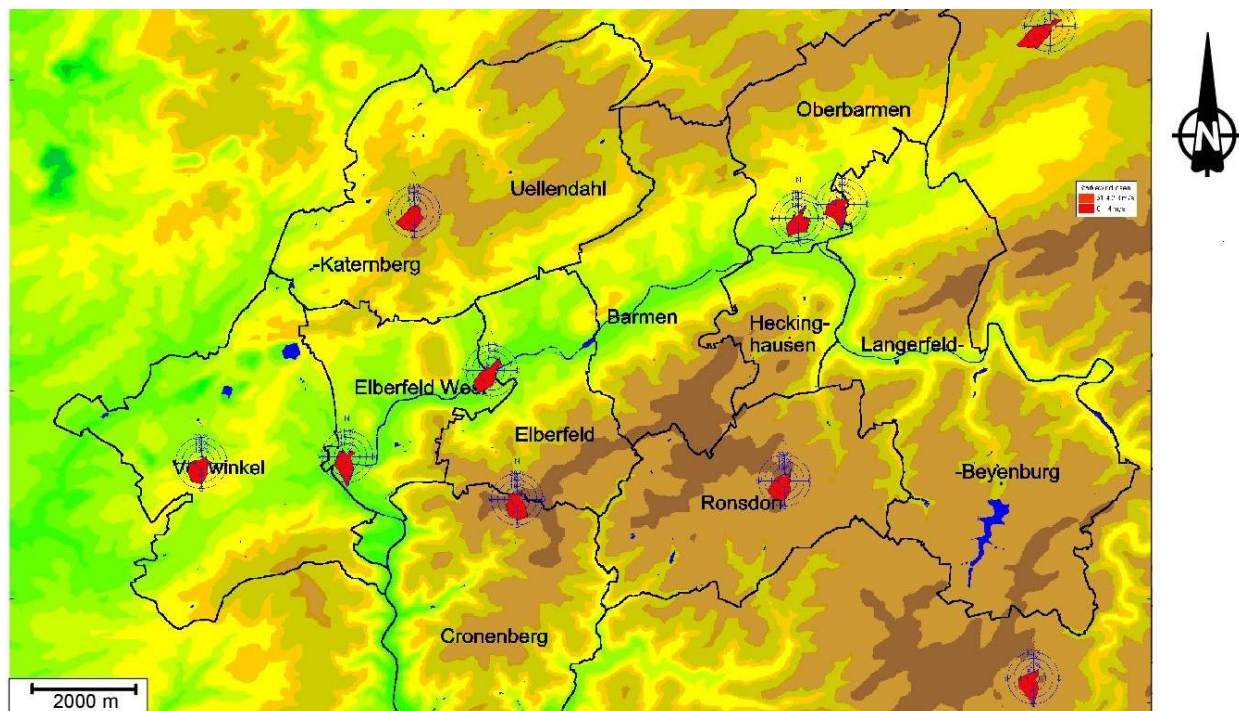 Oberbarmen
Uellendahl
-Katernberg
Barmen
Hecking-
hausen
Langerfeld-
Elberfeld West
Elberfeld
-Beyenburg
Ronsdorf
Cronenberg
N
2000 m